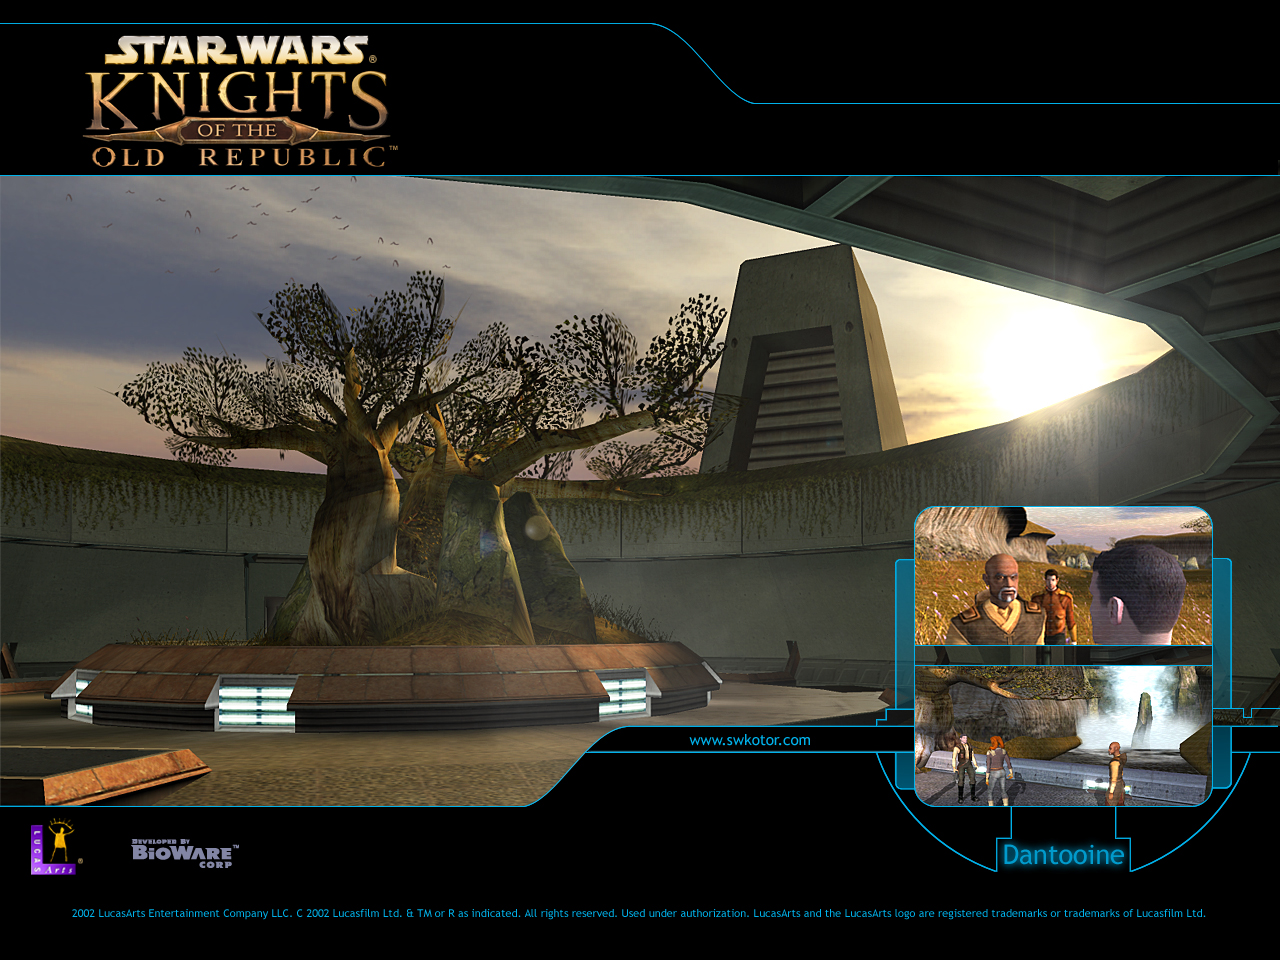 STAR WARS®
KNIGHTS
OF THE
OLD REPUBLIC™
www.swkotor.com
Dantooine
LUCAS Arts ®
DEVELOPED BY
BIOWARE™
CORP
2002 LucasArts Entertainment Company LLC. C 2002 Lucasfilm Ltd. & TM or R as indicated. All rights reserved. Used under authorization. LucasArts and the LucasArts logo are registered trademarks or trademarks of Lucasfilm Ltd.